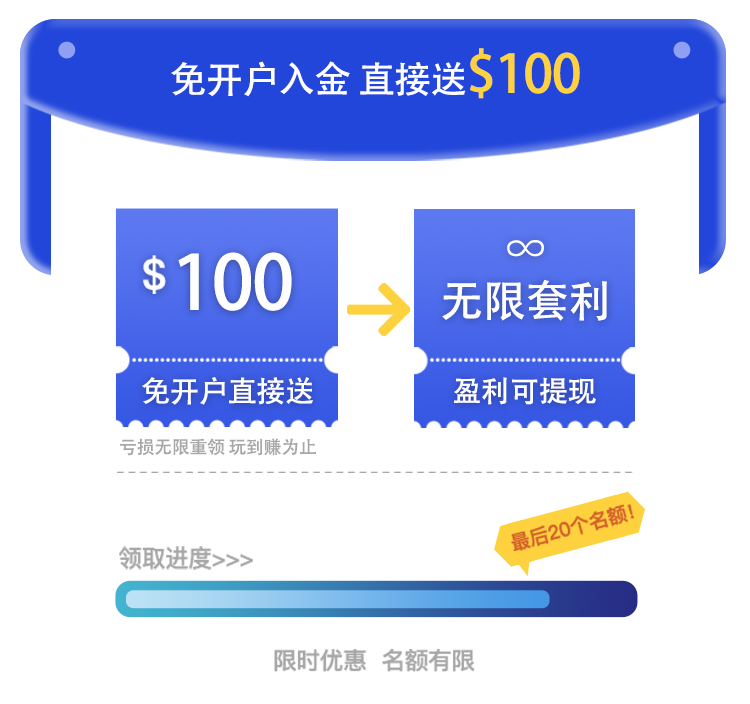 免开户入金 直接送$100
$100
免开户直接送
∞
无限套利
盈利可提现
亏损无限重领 玩到赚为止
最后20个名额!
领取进度>>>
限时优惠 名额有限